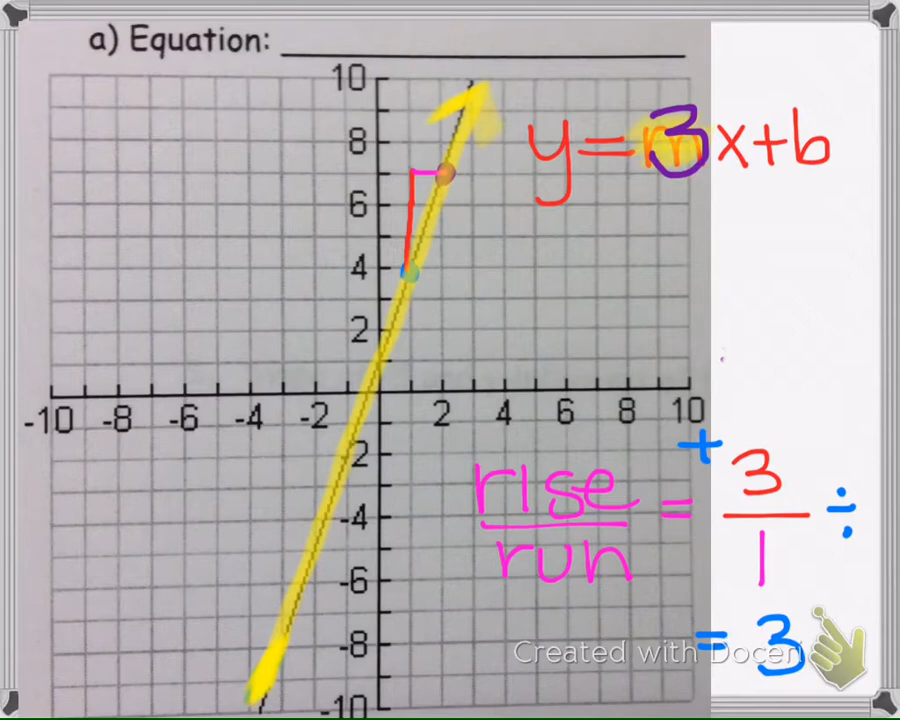 a) Equation: ____________________
10
8
6
4
2
-10 -8 -6 -4 -2 2 4 6 8 10
-2
-4
-6
-8
-10
y=m3x+b
rise/run = + 3/1 ÷
= 3
Created with Doceri